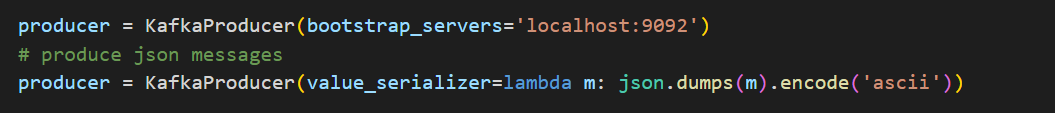 producer = KafkaProducer(bootstrap_servers='localhost:9092')
# produce json messages
producer = KafkaProducer(value_serializer=lambda m: json.dumps(m).encode('ascii'))